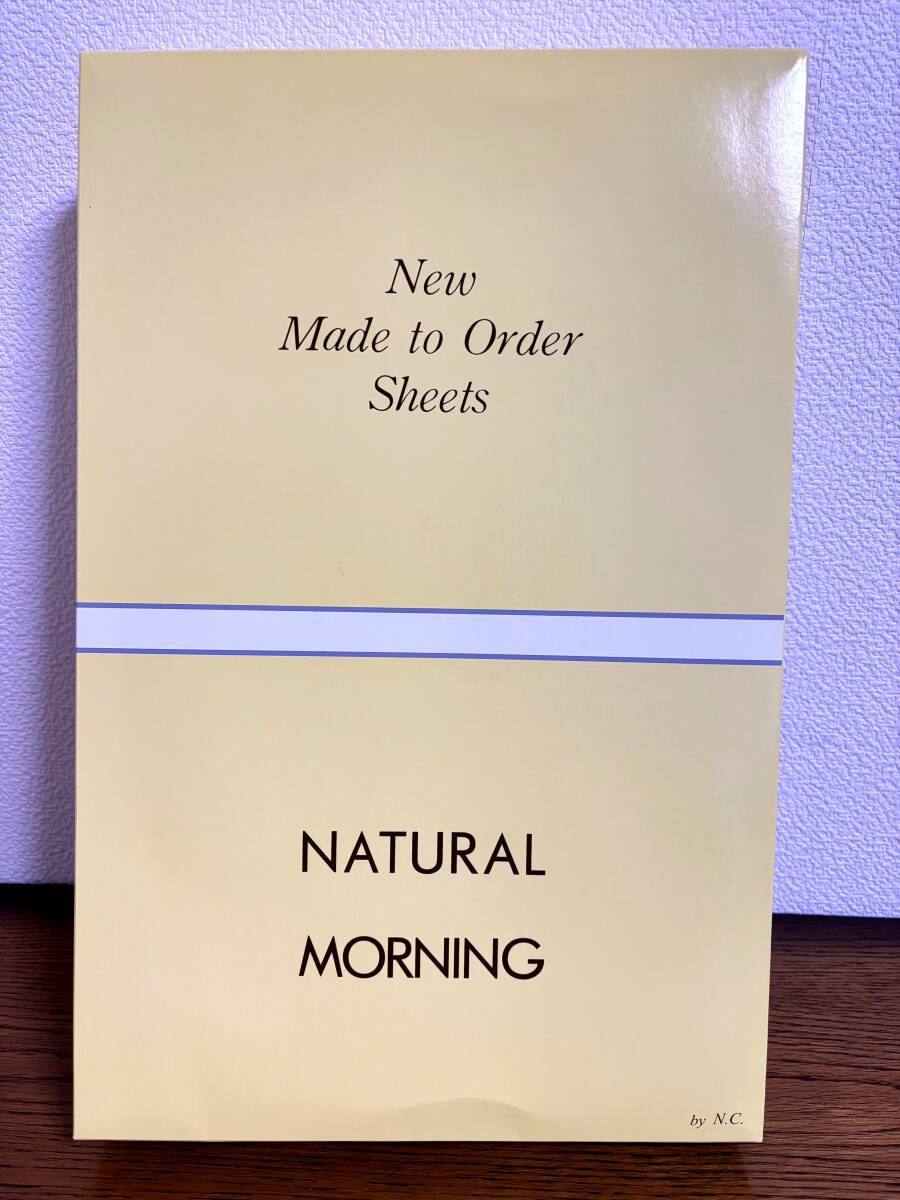 New
Made to Order
Sheets
NATURAL
MORNING
by N.C.